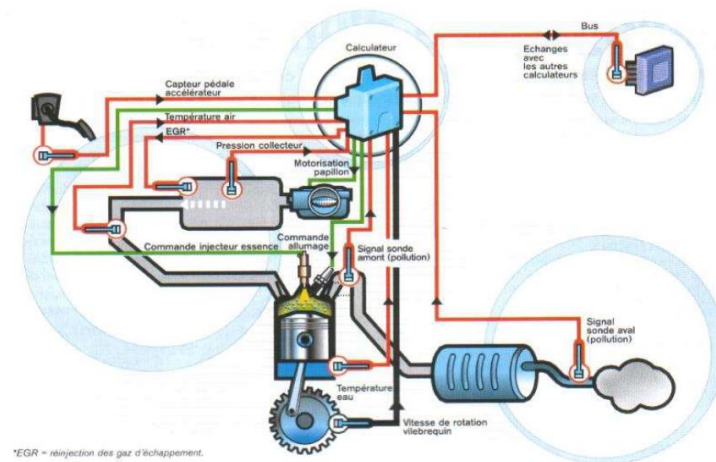 Bus
Calculateur
Echanges
avec
les autres
calculateurs
Capteur pédale
accélérateur
Température air
EGR*
Pression collecteur
Motorisation
papillon
Commande injecteur essence
Commande
allumage
Signal sonde
amont (pollution)
Signal
sonde aval
(pollution)
Température
eau
Vitesse de rotation
vilebrequin
*EGR = réinjection des gaz d'échappement.